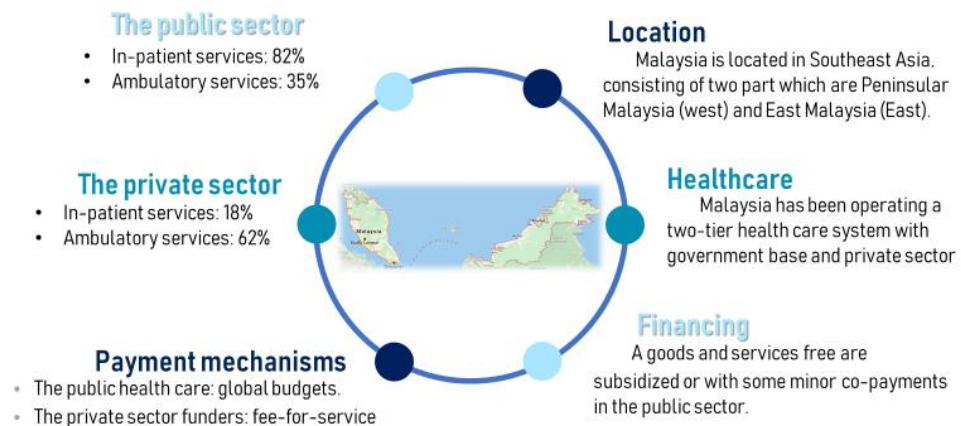 The public sector
• In-patient services: 82%
• Ambulatory services: 35%
The private sector
• In-patient services: 18%
• Ambulatory services: 62%
Payment mechanisms
• The public health care: global budgets.
• The private sector funders: fee-for-service
Location
Malaysia is located in Southeast Asia,
consisting of two part which are Peninsular
Malaysia (west) and East Malaysia (East).
Healthcare
Malaysia has been operating a
two-tier health care system with
government base and private sector
Financing
A goods and services free are
subsidized or with some minor co-payments
in the public sector.
Malaysia